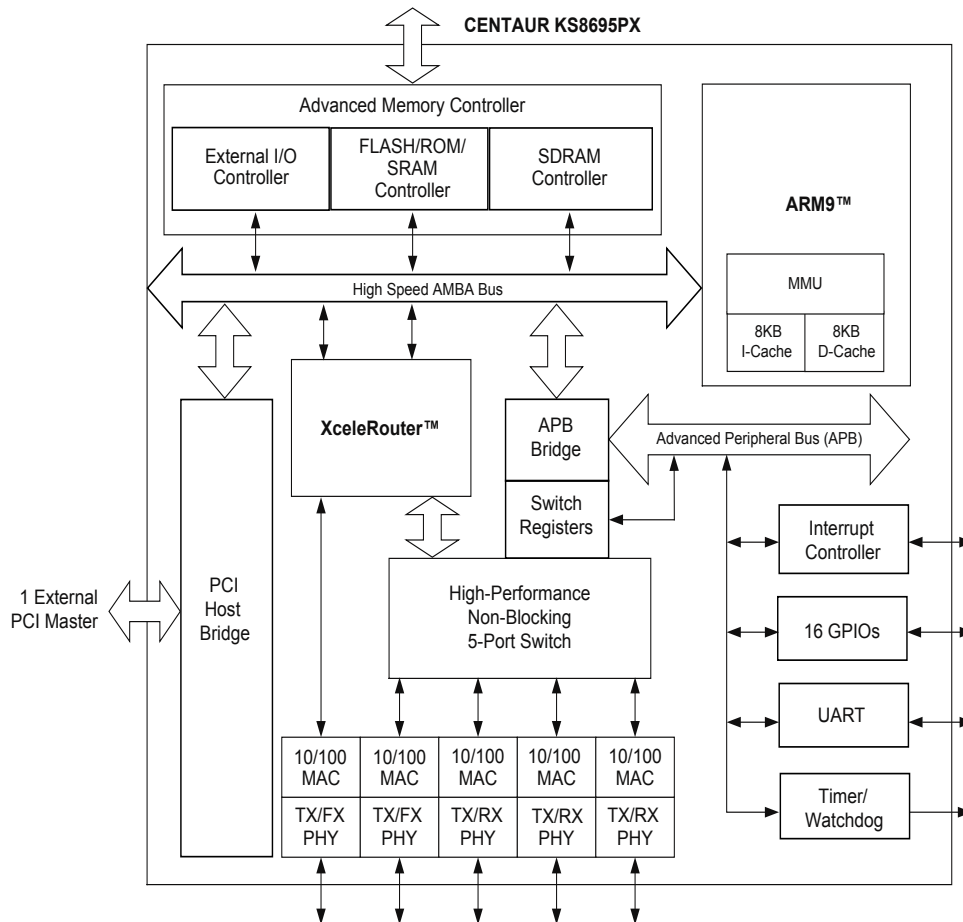 CENTAUR KS8695PX
Advanced Memory Controller
External I/O
Controller
FLASH/ROM/
SRAM
Controller
SDRAM
Controller
ARM9™
MMU
8KB
I-Cache
8KB
D-Cache
High Speed AMBA Bus
XceleRouter™
APB
Bridge
Advanced Peripheral Bus (APB)
Switch
Registers
Interrupt
Controller
1 External
PCI Master
PCI
Host
Bridge
High-Performance
Non-Blocking
5-Port Switch
16 GPIOs
UART
Timer/
Watchdog
10/100
MAC
10/100
MAC
10/100
MAC
10/100
MAC
10/100
MAC
TX/FX
PHY
TX/FX
PHY
TX/RX
PHY
TX/RX
PHY
TX/RX
PHY